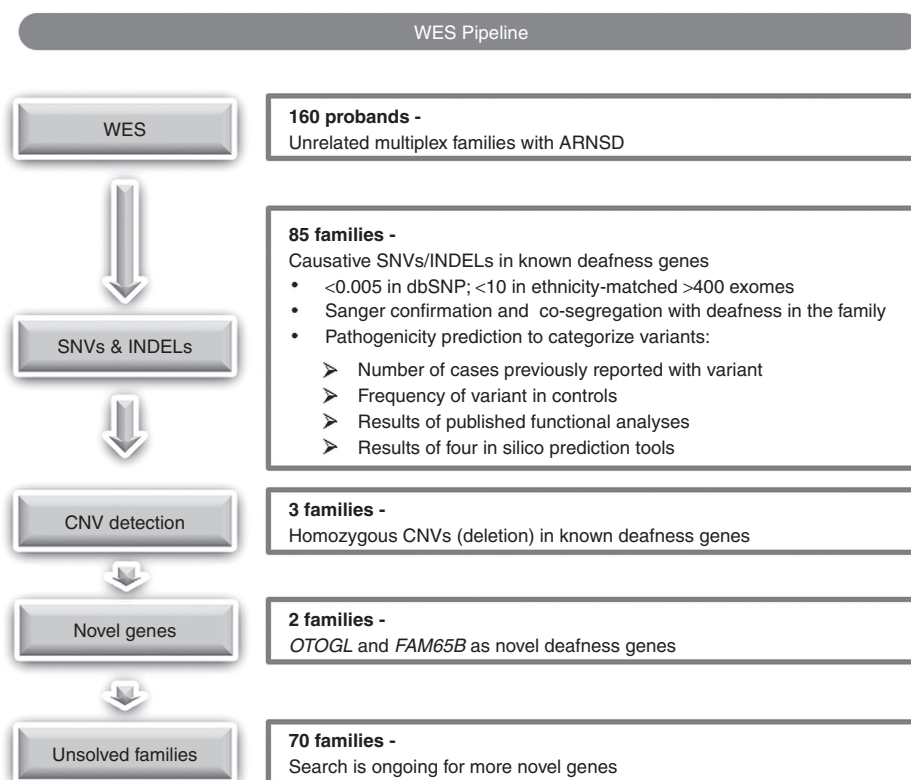 WES Pipeline
WES
160 probands -
Unrelated multiplex families with ARNSD
85 families -
Causative SNVs/INDELs in known deafness genes
• <0.005 in dbSNP; <10 in ethnicity-matched >400 exomes
• Sanger confirmation and co-segregation with deafness in the family
• Pathogenicity prediction to categorize variants:
➢ Number of cases previously reported with variant
➢ Frequency of variant in controls
➢ Results of published functional analyses
➢ Results of four in silico prediction tools
SNVs & INDELs
CNV detection
3 families -
Homozygous CNVs (deletion) in known deafness genes
Novel genes
2 families -
OTOGL and FAM65B as novel deafness genes
Unsolved families
70 families -
Search is ongoing for more novel genes